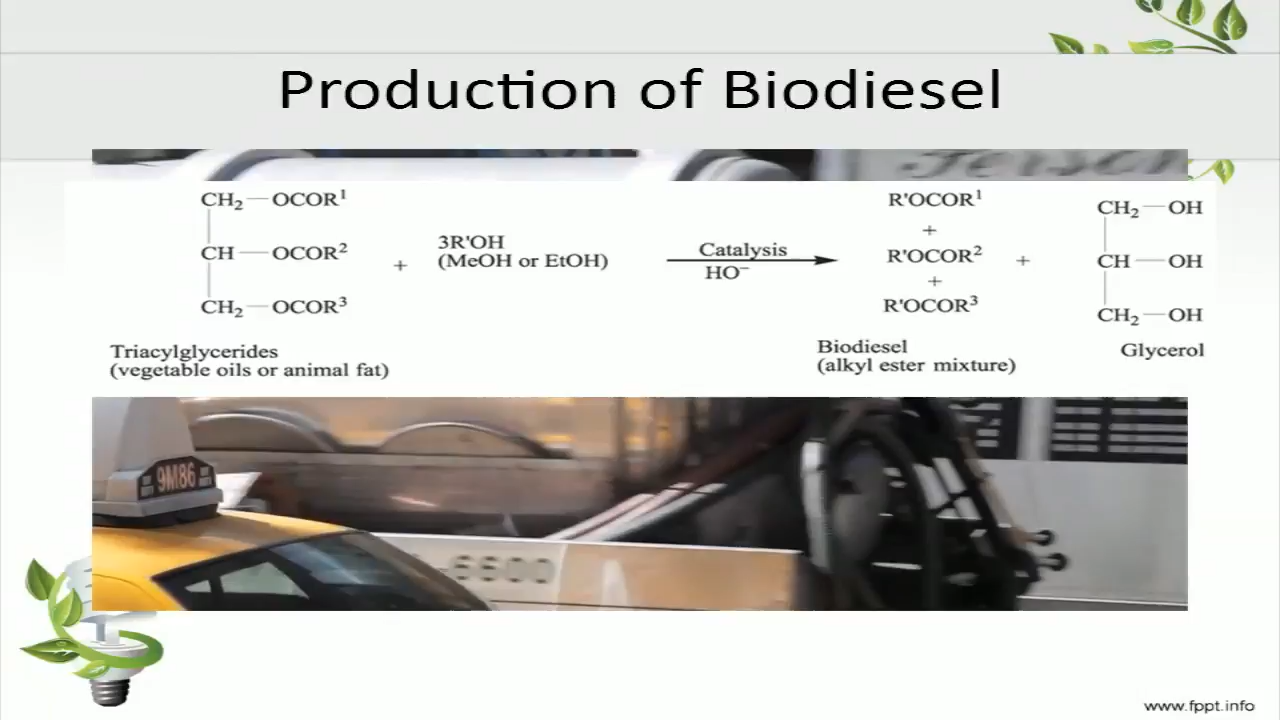 Production of Biodiesel
CH₂—OCOR¹
CH—OCOR²
CH₂—OCOR³
+
3R'OH
(MeOH or EtOH)
Catalysis
HO⁻
R'OCOR¹
+
R'OCOR²
+
R'OCOR³
+
CH₂—OH
CH—OH
CH₂—OH
Triacylglycerides
(vegetable oils or animal fat)
Biodiesel
(alkyl ester mixture)
Glycerol
9M86
-6600
www.fppt.info